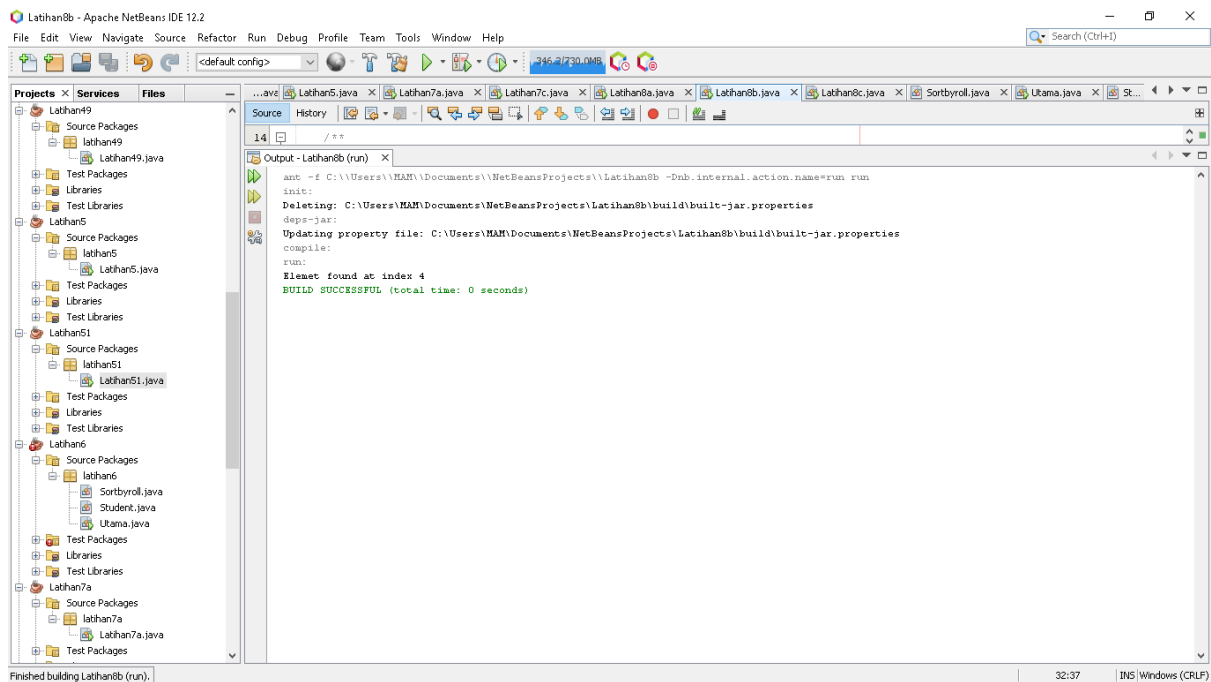 Latihan8b - Apache NetBeans IDE 12.2
File Edit View Navigate Source Refactor Run Debug Profile Team Tools Window Help
Search (Ctrl+I)
<default config>
346.2/730.0MB
Projects Services Files
...ava Latihan5.java Latihan7a.java Latihan7c.java Latihan8a.java Latihan8b.java Latihan8c.java Sortbyroll.java Utama.java St...
Source History
14 /**
Output - Latihan8b (run)
ant -f C:\\Users\\MAM\\Documents\\NetBeansProjects\\Latihan8b -Dnb.internal.action.name=run run
init:
Deleting: C:\Users\MAM\Documents\NetBeansProjects\Latihan8b\build\built-jar.properties
deps-jar:
Updating property file: C:\Users\MAM\Documents\NetBeansProjects\Latihan8b\build\built-jar.properties
compile:
run:
Elemet found at index 4
BUILD SUCCESSFUL (total time: 0 seconds)
Latihan49
Source Packages
latihan49
Latihan49.java
Test Packages
Libraries
Test Libraries
Latihan5
Source Packages
latihan5
Latihan5.java
Test Packages
Libraries
Test Libraries
Latihan51
Source Packages
latihan51
Latihan51.java
Test Packages
Libraries
Test Libraries
Latihan6
Source Packages
latihan6
Sortbyroll.java
Student.java
Utama.java
Test Packages
Libraries
Test Libraries
Latihan7a
Source Packages
latihan7a
Latihan7a.java
Test Packages
Finished building Latihan8b (run).
32:37 INS Windows (CRLF)